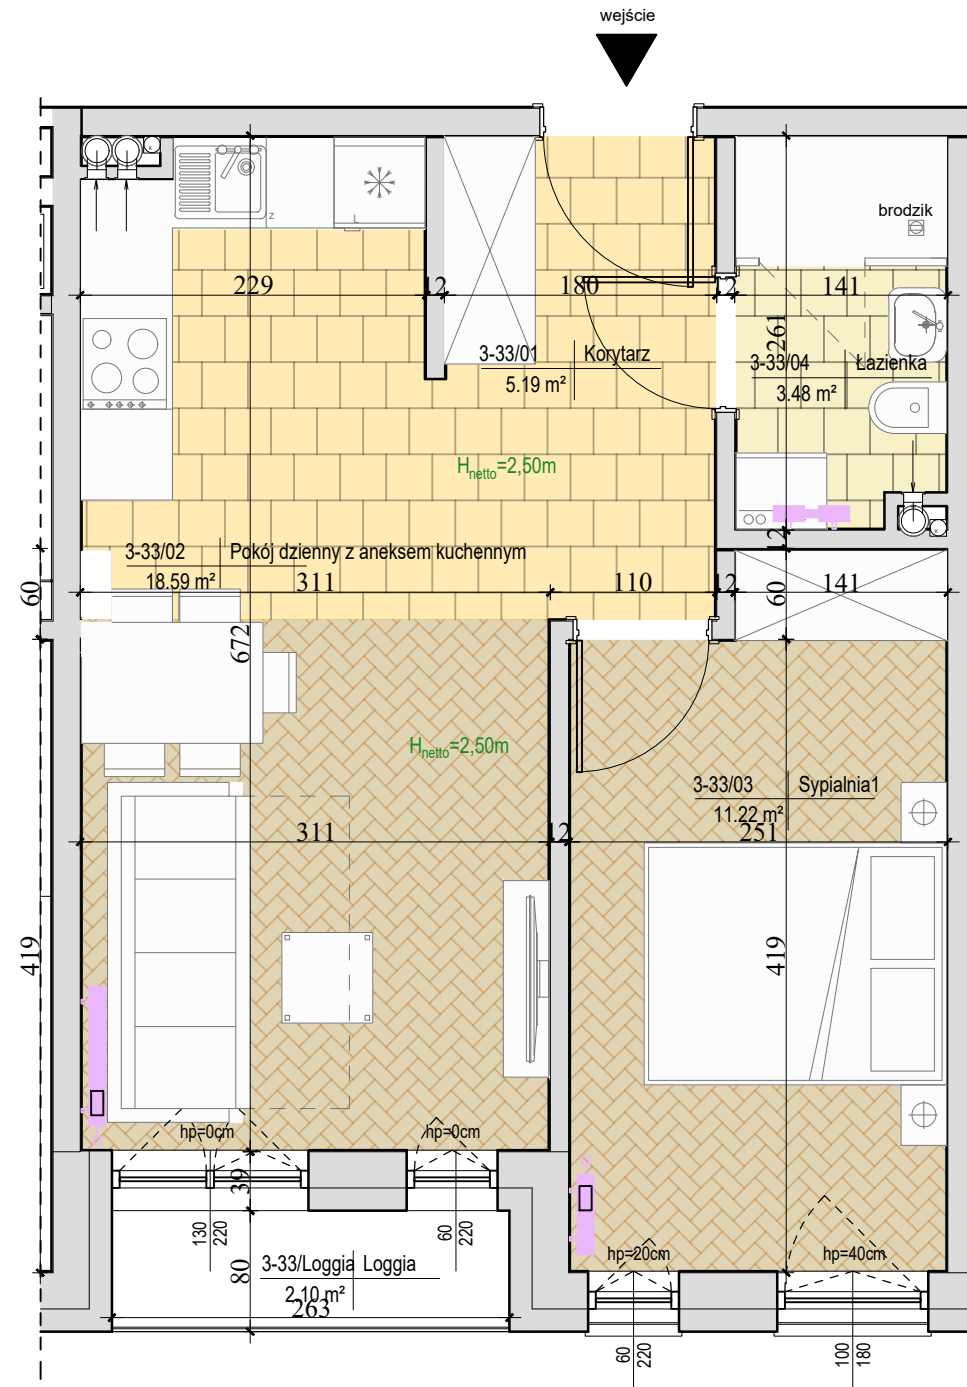 wejście
brodzik
K
z
L
229
12
180
12
141
261
3-33/01 Korytarz
5.19 m²
3-33/04 Łazienka
3.48 m²
Hnetto=2,50m
K
12
3-33/02 Pokój dzienny z aneksem kuchennym
18.59 m²
60
311
110
12
60
141
672
Hnetto=2,50m
3-33/03 Sypialnia1
11.22 m²
311
12
251
419
419
hp=0cm
hp=0cm
39
130
220
60
220
hp=20cm
hp=40cm
80
3-33/Loggia Loggia
2.10 m²
263
60
220
100
180